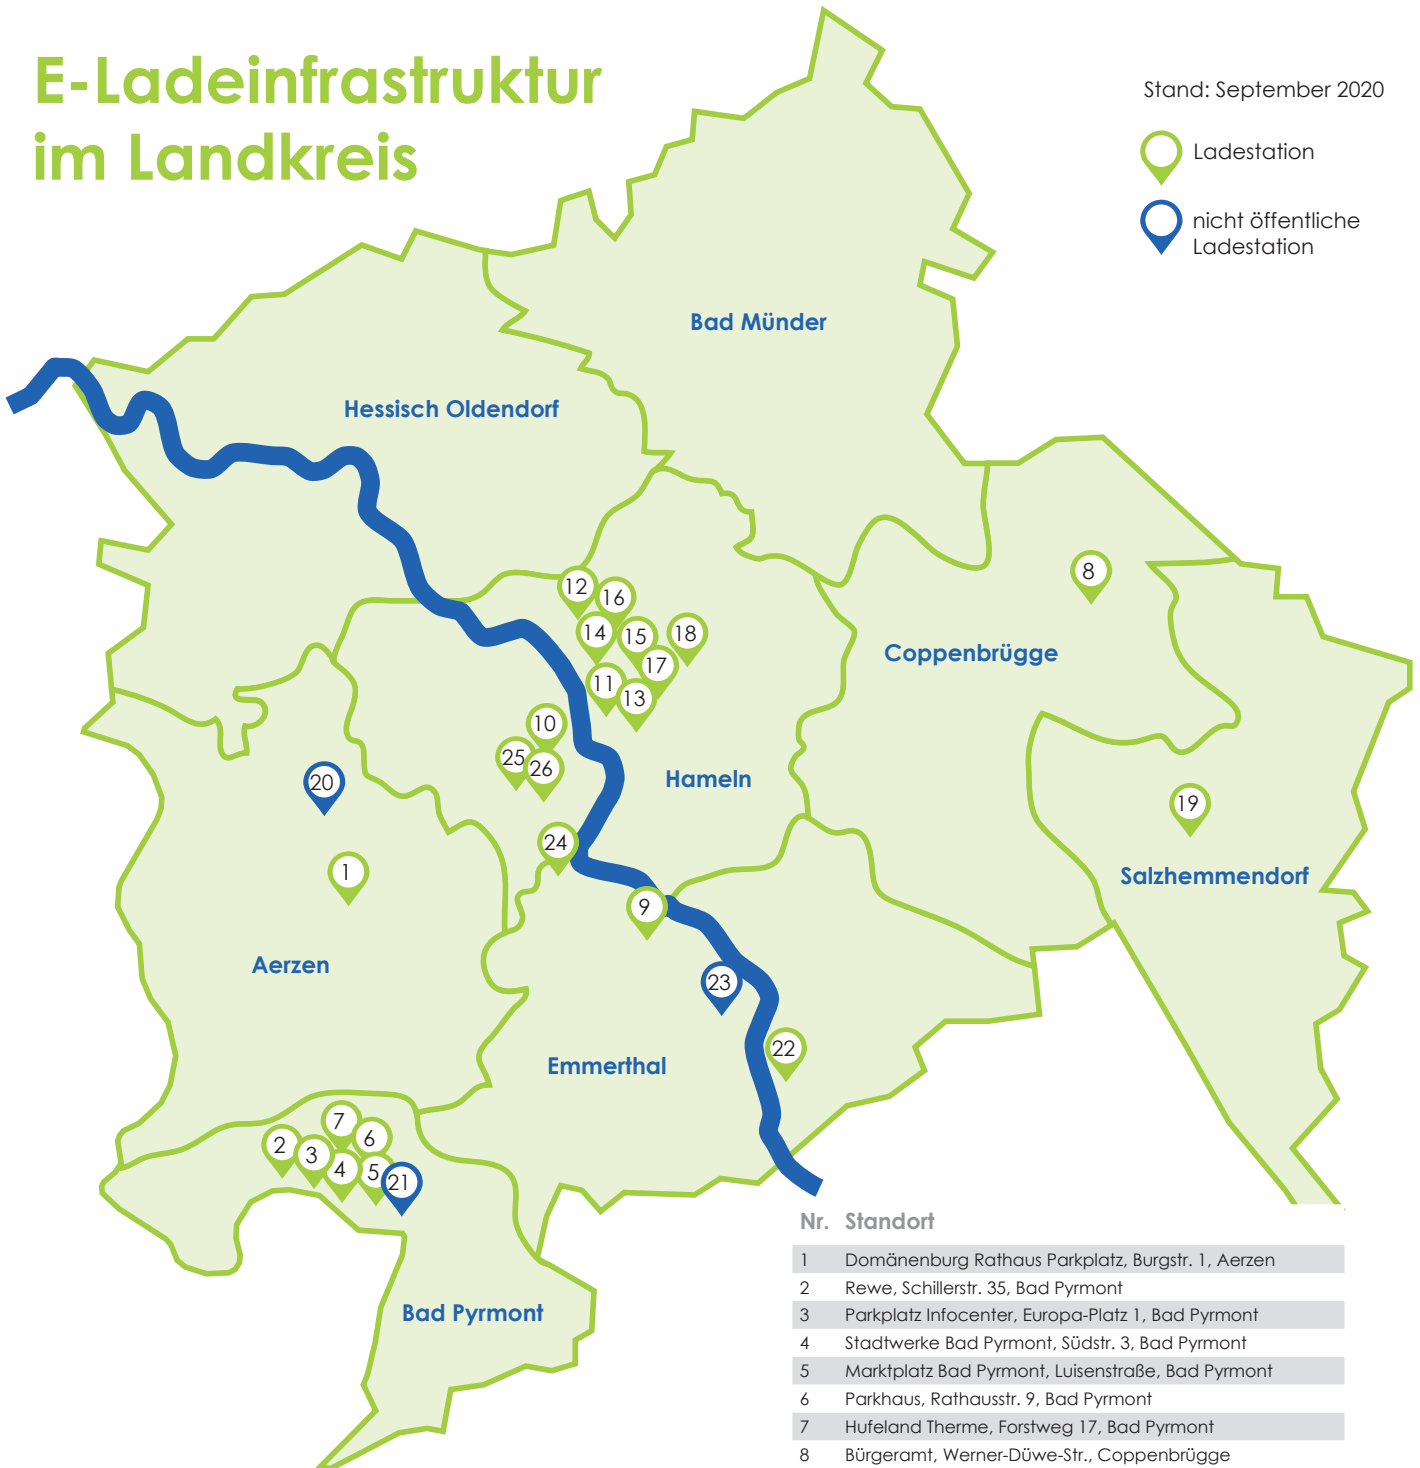 E-Ladeinfrastruktur
im Landkreis
Stand: September 2020
Ladestation
nicht öffentliche
Ladestation
Bad Münder
Hessisch Oldendorf
8
12
16
14
15
18
Coppenbrügge
17
11
13
10
25
26
Hameln
20
19
24
1
Salzhemmendorf
9
Aerzen
23
22
Emmerthal
7
6
2
3
4
5
21
Bad Pyrmont
Nr. Standort
1 Domänenburg Rathaus Parkplatz, Burgstr. 1, Aerzen
2 Rewe, Schillerstr. 35, Bad Pyrmont
3 Parkplatz Infocenter, Europa-Platz 1, Bad Pyrmont
4 Stadtwerke Bad Pyrmont, Südstr. 3, Bad Pyrmont
5 Marktplatz Bad Pyrmont, Luisenstraße, Bad Pyrmont
6 Parkhaus, Rathausstr. 9, Bad Pyrmont
7 Hufeland Therme, Forstweg 17, Bad Pyrmont
8 Bürgeramt, Werner-Düwe-Str., Coppenbrügge